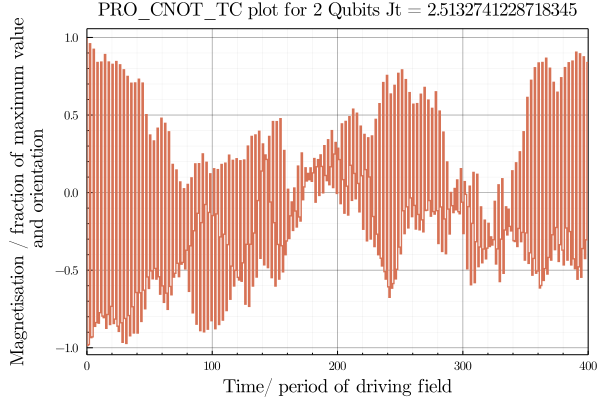 PRO_CNOT_TC plot for 2 Qubits Jt = 2.5132741228718345
Magnetisation / fraction of maximum value
and orientation
1.0
0.5
0.0
−0.5
−1.0
0 100 200 300 400
Time/ period of driving field